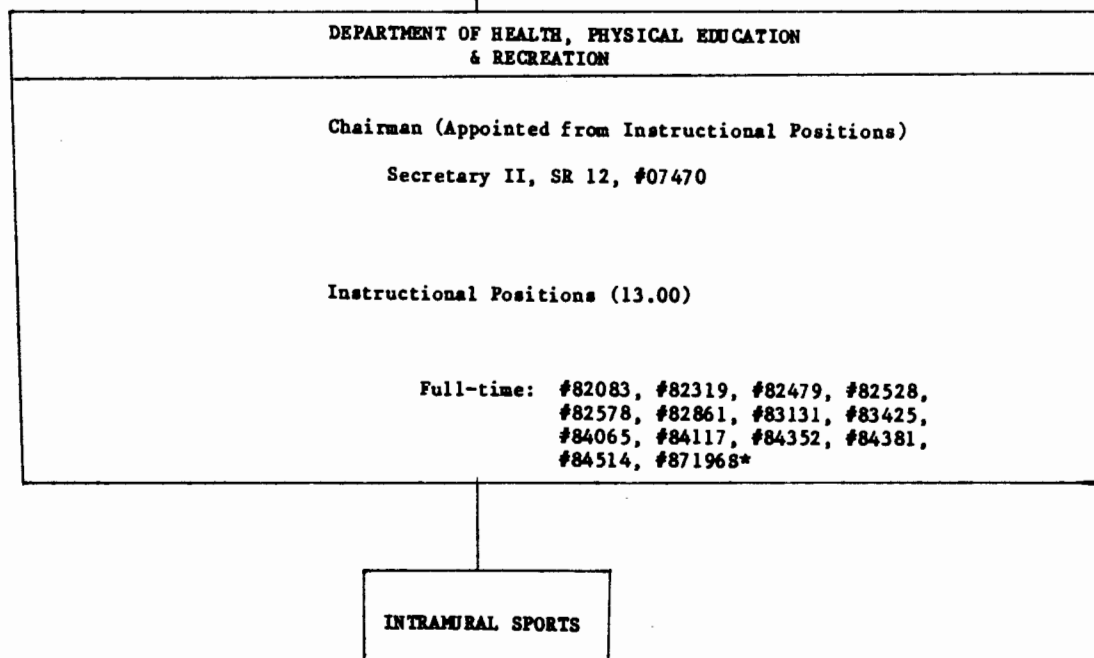 DEPARTMENT OF HEALTH, PHYSICAL EDUCATION
& RECREATION
Chairman (Appointed from Instructional Positions)
Secretary II, SR 12, #07470
Instructional Positions (13.00)
Full-time: #82083, #82319, #82479, #82528,
#82578, #82861, #83131, #83425,
#84065, #84117, #84352, #84381,
#84514, #871968*
INTRAMURAL SPORTS